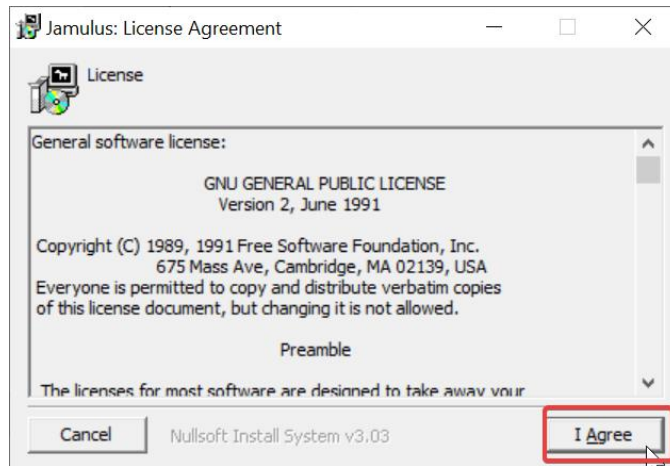 Jamulus: License Agreement
License
General software license:
GNU GENERAL PUBLIC LICENSE
Version 2, June 1991
Copyright (C) 1989, 1991 Free Software Foundation, Inc.
675 Mass Ave, Cambridge, MA 02139, USA
Everyone is permitted to copy and distribute verbatim copies
of this license document, but changing it is not allowed.
Preamble
The licenses for most software are designed to take away your
Cancel
Nullsoft Install System v3.03
I Agree